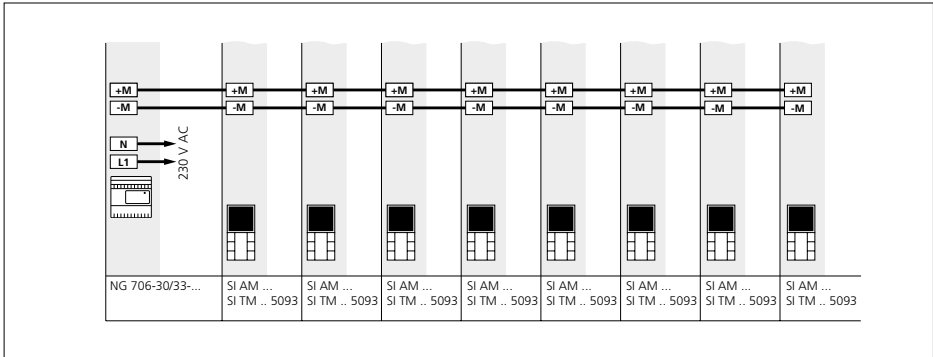 +M +M +M +M +M +M +M +M +M
-M -M -M -M -M -M -M -M -M
N
L1
230 V AC
NG 706-30/33-... SI AM ... SI AM ... SI AM ... SI AM ... SI AM ... SI AM ... SI AM ... SI AM ...
SI TM .. 5093 SI TM .. 5093 SI TM .. 5093 SI TM .. 5093 SI TM .. 5093 SI TM .. 5093 SI TM .. 5093 SI TM .. 5093